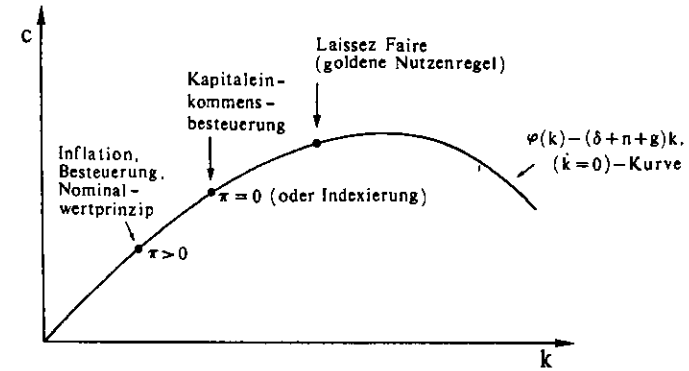 c
Laissez Faire
(goldene Nutzenregel)
Kapitalein-
kommens-
besteuerung
φ(k)−(δ+n+g)k,
(k̇=0)−Kurve
Inflation,
Besteuerung,
Nominal-
wertprinzip
π=0 (oder Indexierung)
π>0
k